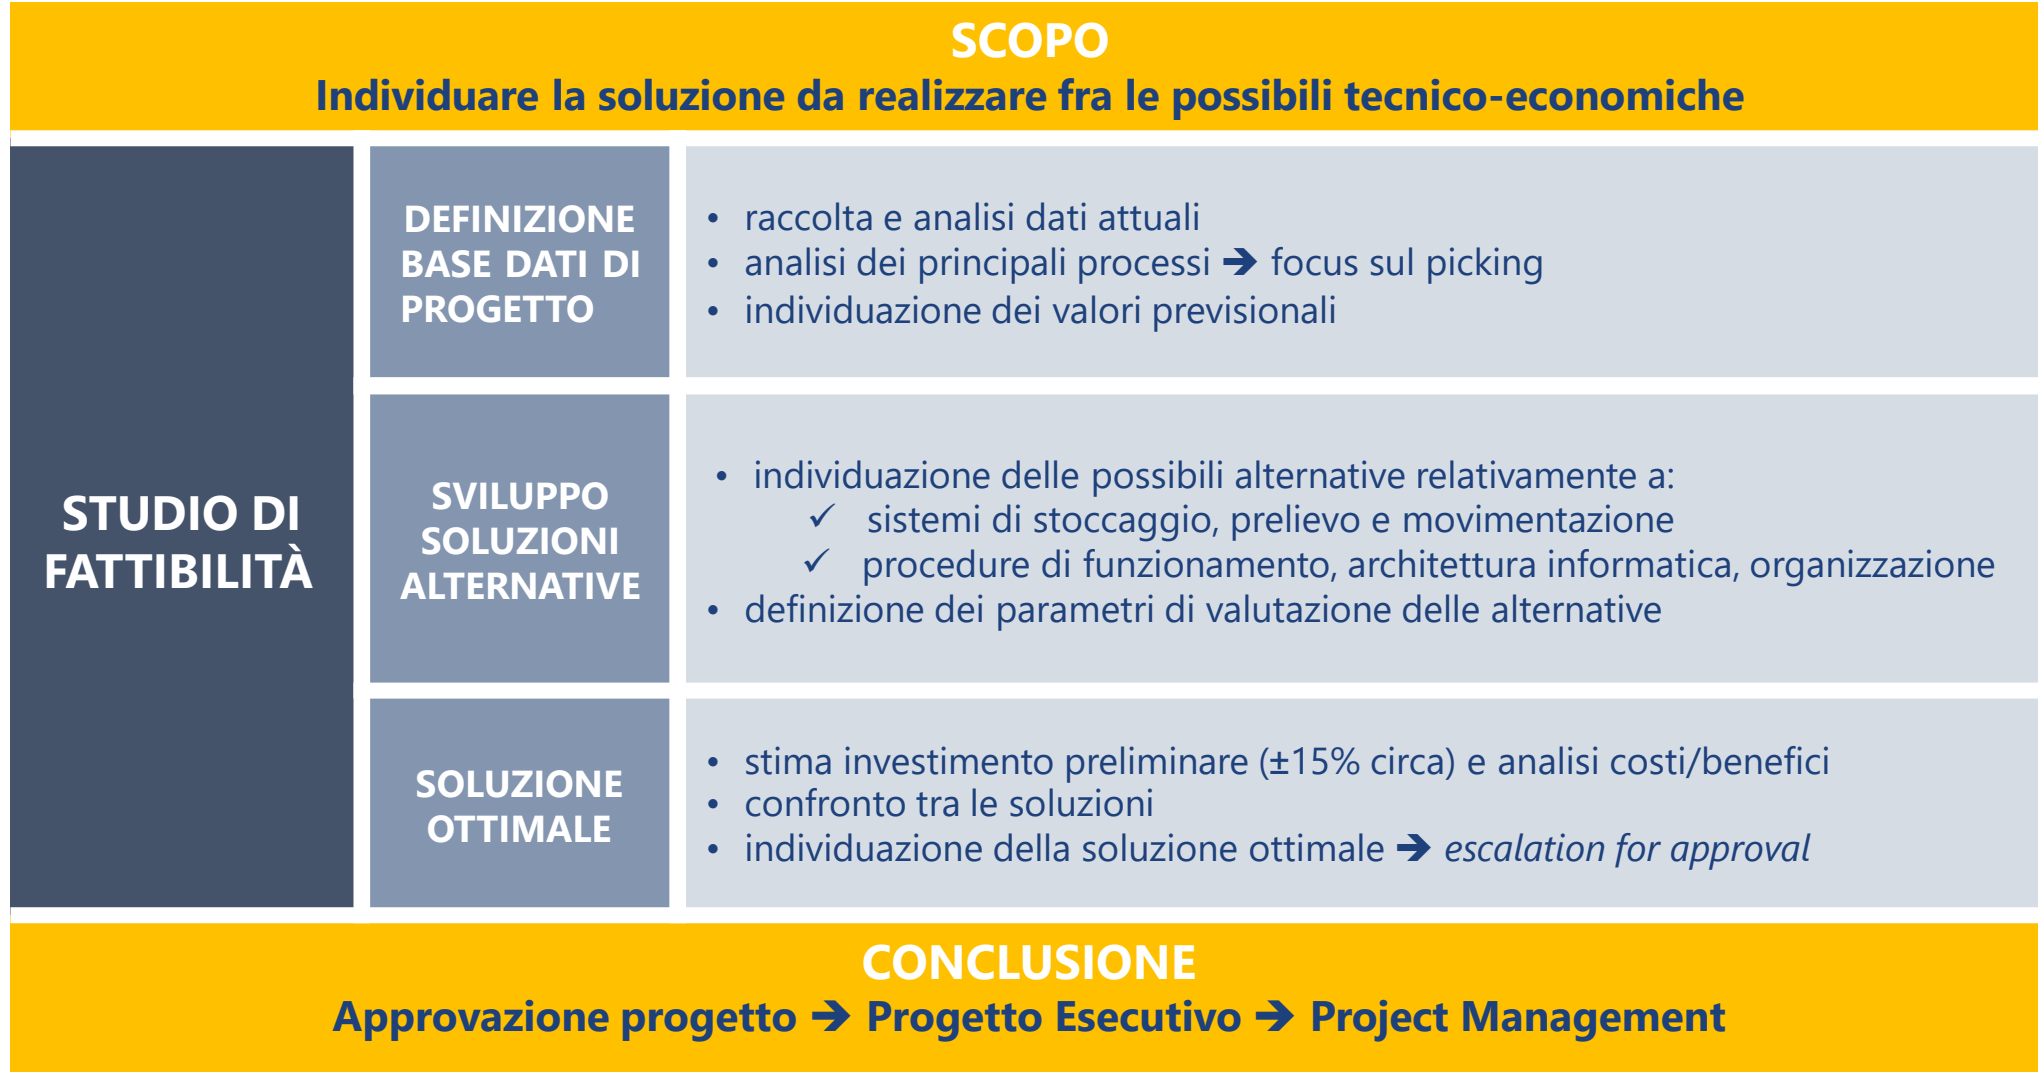 SCOPO
Individuare la soluzione da realizzare fra le possibili tecnico-economiche
STUDIO DI
FATTIBILITÀ
DEFINIZIONE
BASE DATI DI
PROGETTO
• raccolta e analisi dati attuali
• analisi dei principali processi ➔ focus sul picking
• individuazione dei valori previsionali
SVILUPPO
SOLUZIONI
ALTERNATIVE
• individuazione delle possibili alternative relativamente a:
✓ sistemi di stoccaggio, prelievo e movimentazione
✓ procedure di funzionamento, architettura informatica, organizzazione
• definizione dei parametri di valutazione delle alternative
SOLUZIONE
OTTIMALE
• stima investimento preliminare (±15% circa) e analisi costi/benefici
• confronto tra le soluzioni
• individuazione della soluzione ottimale ➔ escalation for approval
CONCLUSIONE
Approvazione progetto ➔ Progetto Esecutivo ➔ Project Management